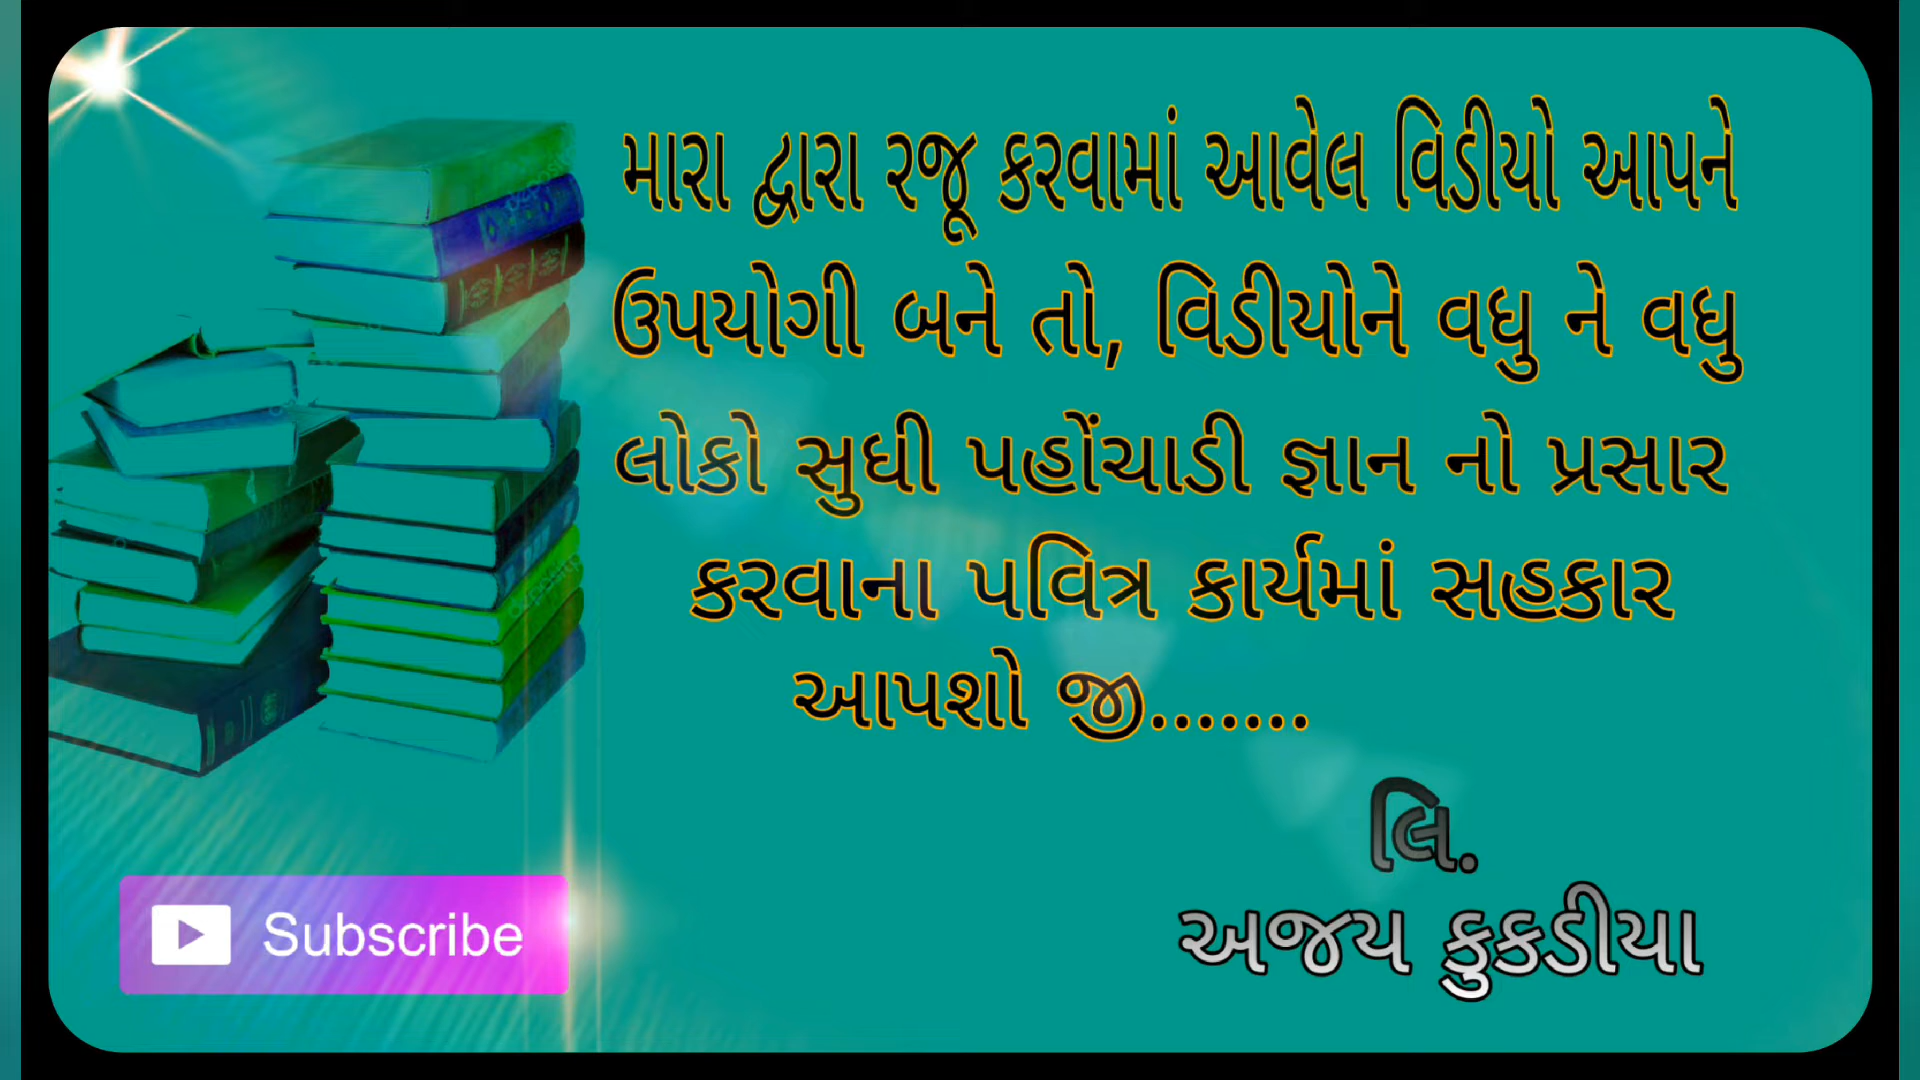 મારા દ્વારા રજૂ કરવામાં આવેલ વિડીયો આપને
ઉપયોગી બને તો, વિડીયોને વધુ ને વધુ
લોકો સુધી પહોંચાડી જ્ઞાન નો પ્રસાર
કરવાના પવિત્ર કાર્યમાં સહકાર
આપશો જી.......
લિ.
અજય કુકડીયા
Subscribe